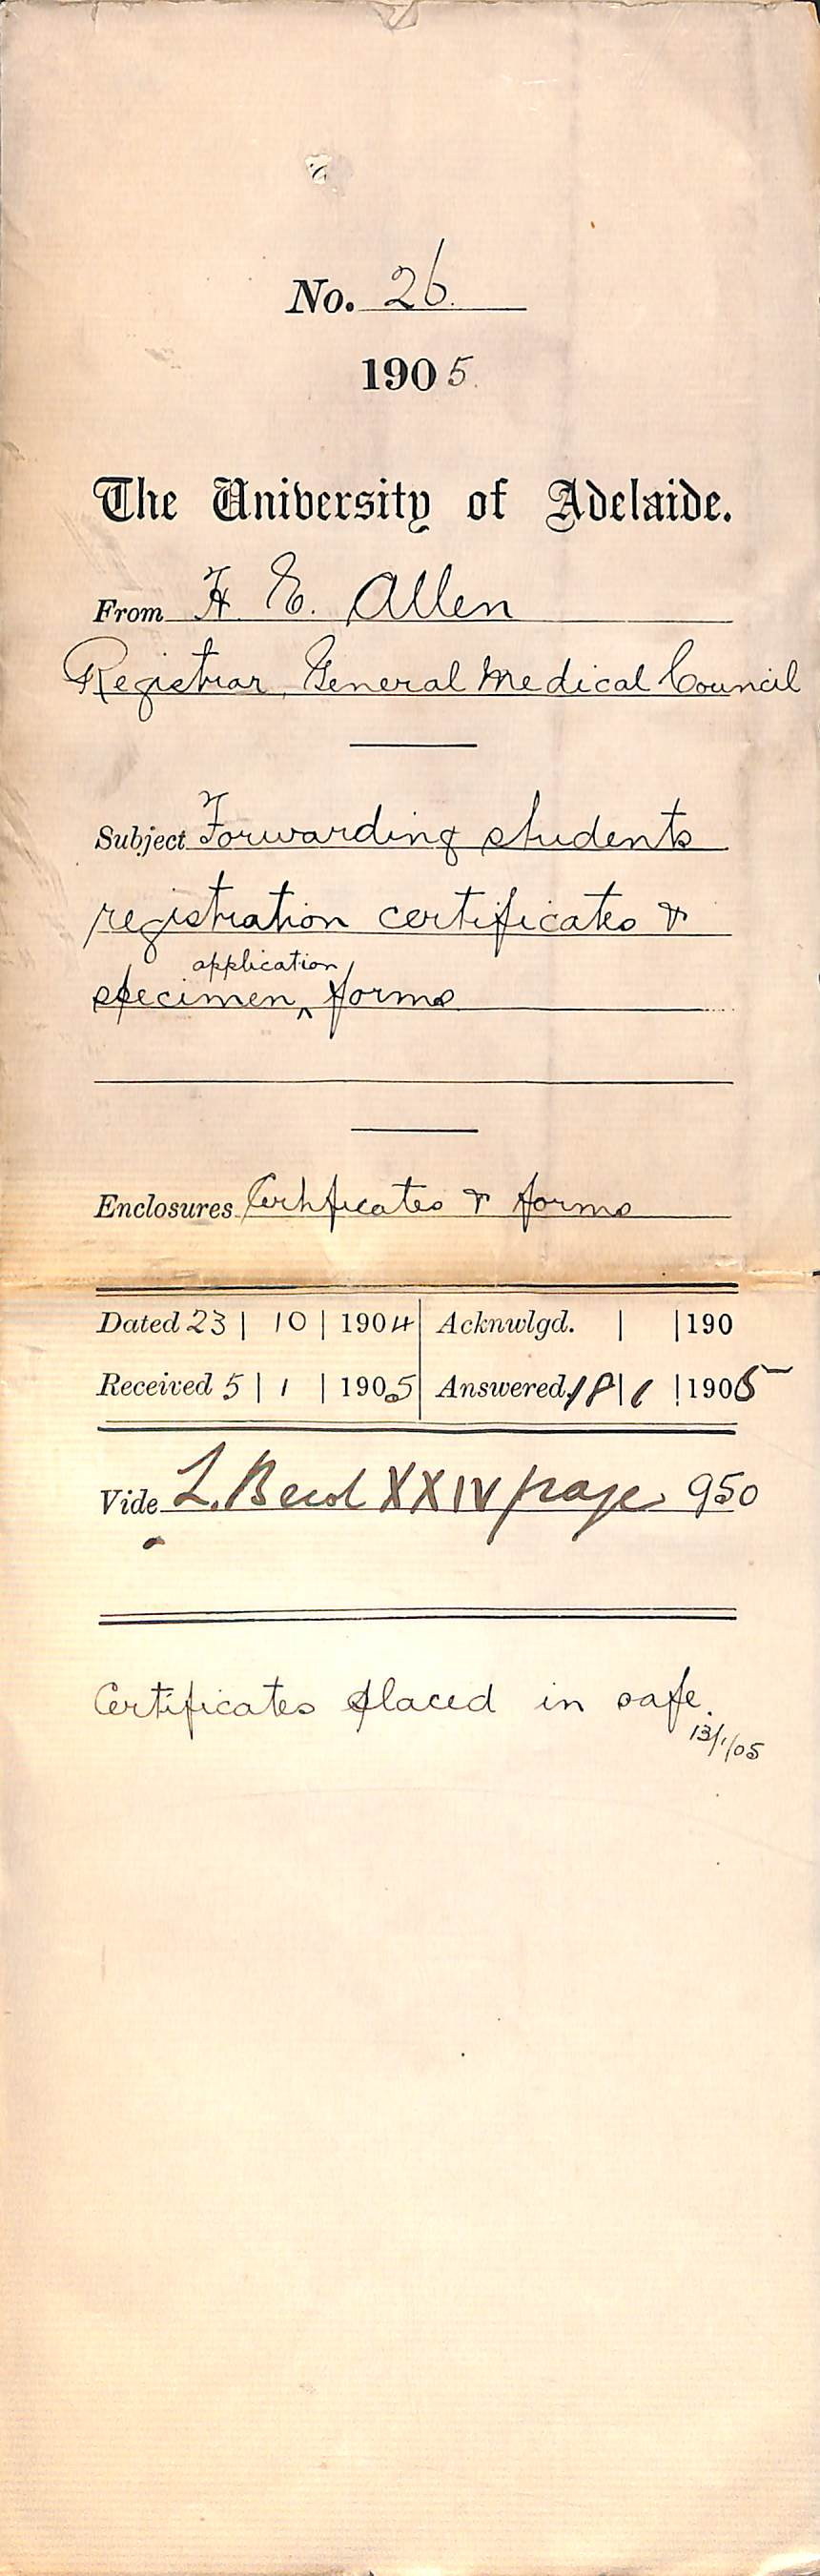 No. 26.
1905.
The University of Adelaide.
From H. E. Allen
Registrar, General Medical Council
Subject Forwarding students
registration certificates &
application
specimen ^ forms
Enclosures Certificates & forms
Dated 23 | 10 | 1904 Acknwlgd. | | 190
Received 5 | 1 | 1905 Answered 18 | 1 | 1905
Vide L. Book XXIV page 950
Certificates placed in safe.
13/1/05